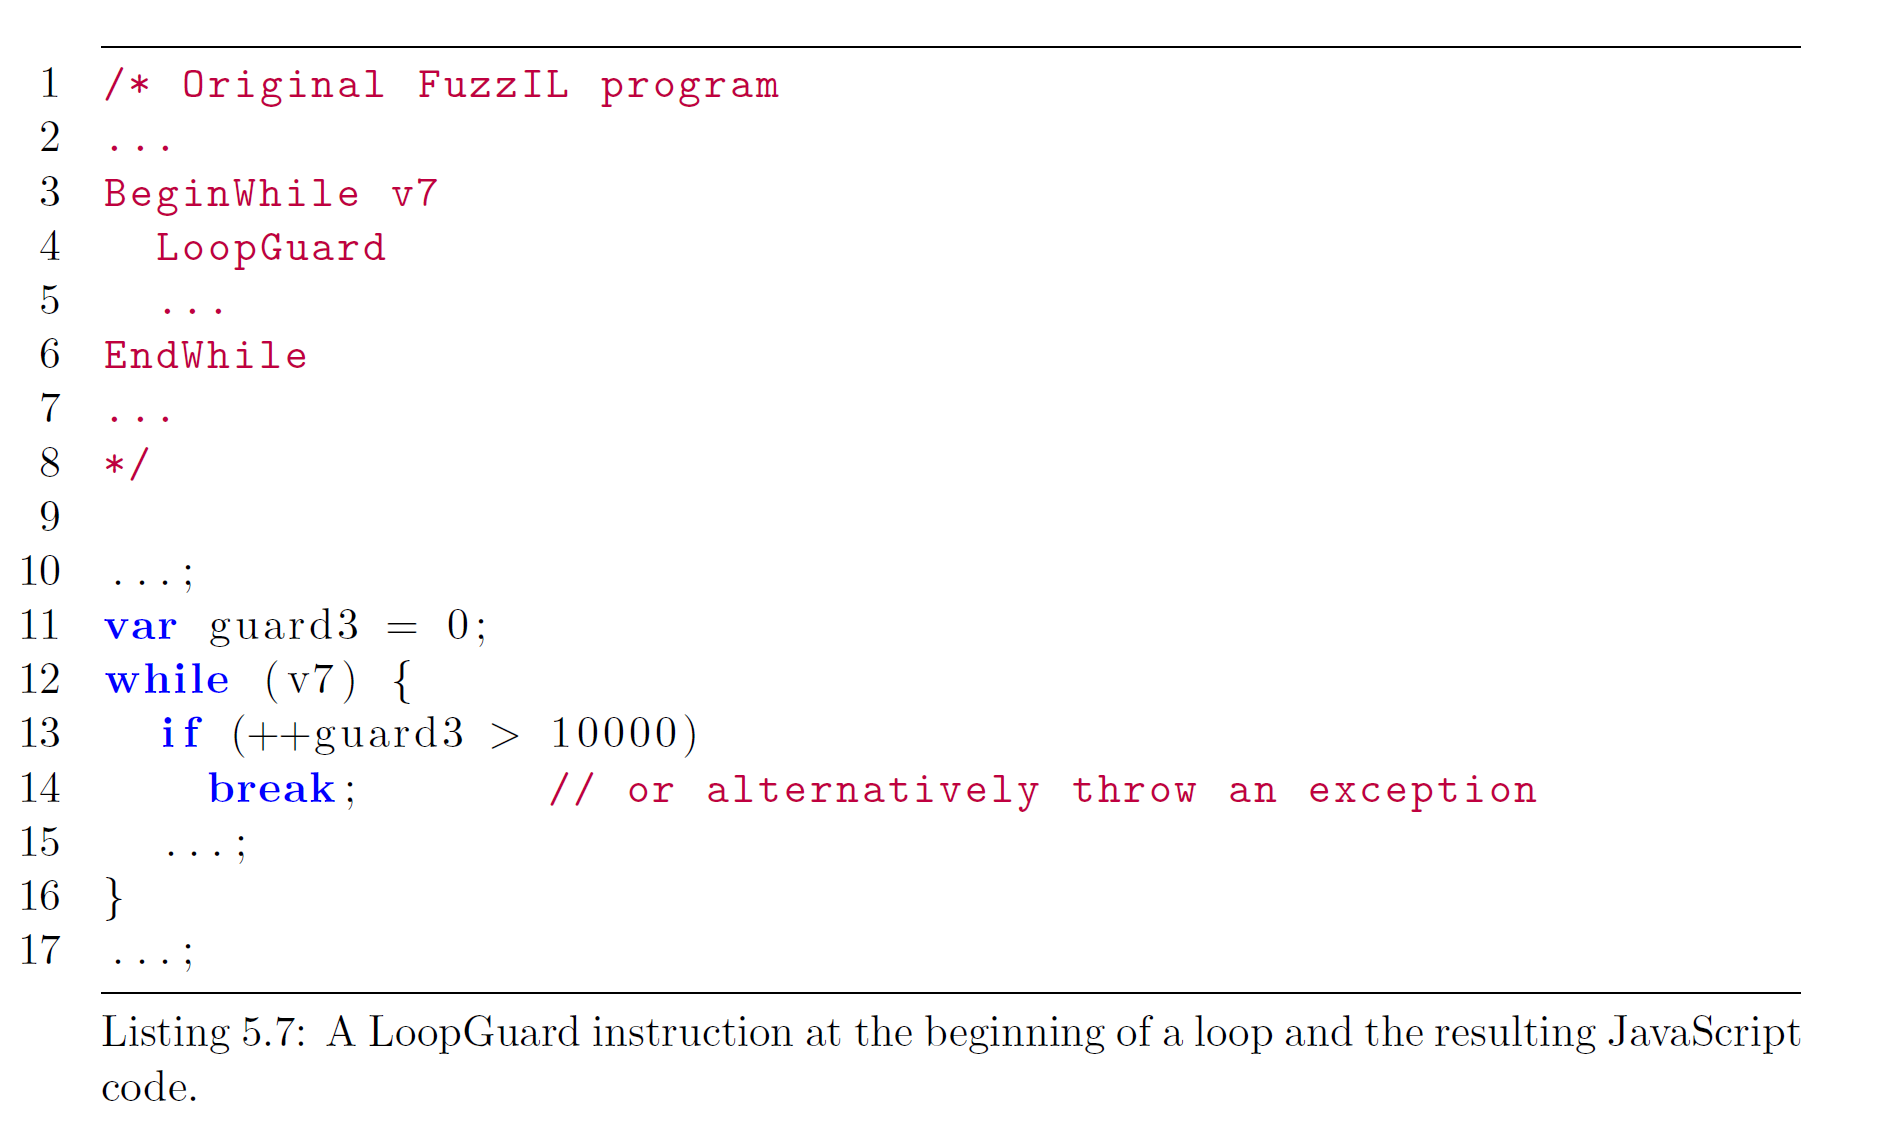 1 /* Original FuzzIL program
2 ...
3 BeginWhile v7
4   LoopGuard
5   ...
6 EndWhile
7 ...
8 */
9
10 ...;
11 var guard3 = 0;
12 while (v7) {
13   if (++guard3 > 10000)
14     break;       // or alternatively throw an exception
15   ...;
16 }
17 ...;
Listing 5.7: A LoopGuard instruction at the beginning of a loop and the resulting JavaScript
code.